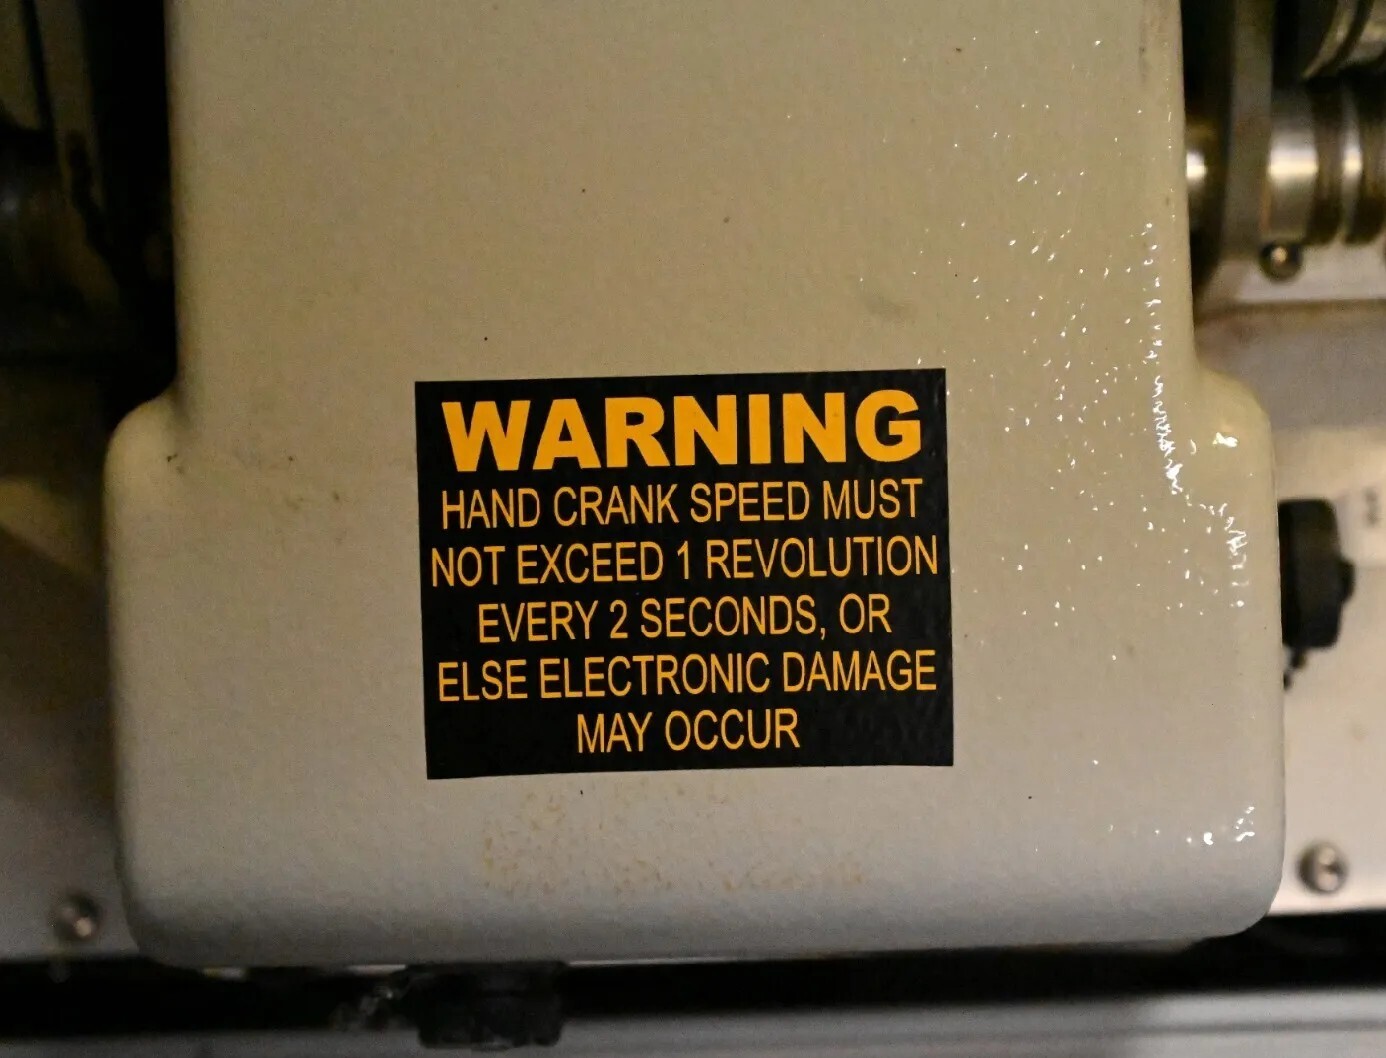 WARNING
HAND CRANK SPEED MUST
NOT EXCEED 1 REVOLUTION
EVERY 2 SECONDS, OR
ELSE ELECTRONIC DAMAGE
MAY OCCUR